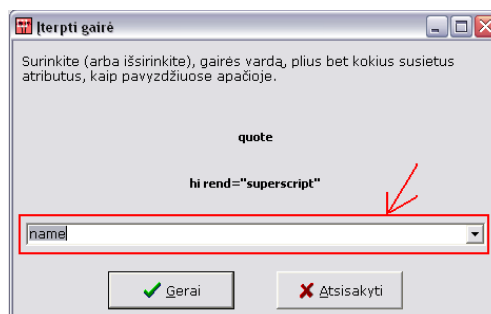 Įterpti gairė
Surinkite (arba išsirinkite), gairės vardą, plius bet kokius susietus
atributus, kaip pavyzdžiuose apačioje.
quote
hi rend="superscript"
name
Gerai
Atsisakyti